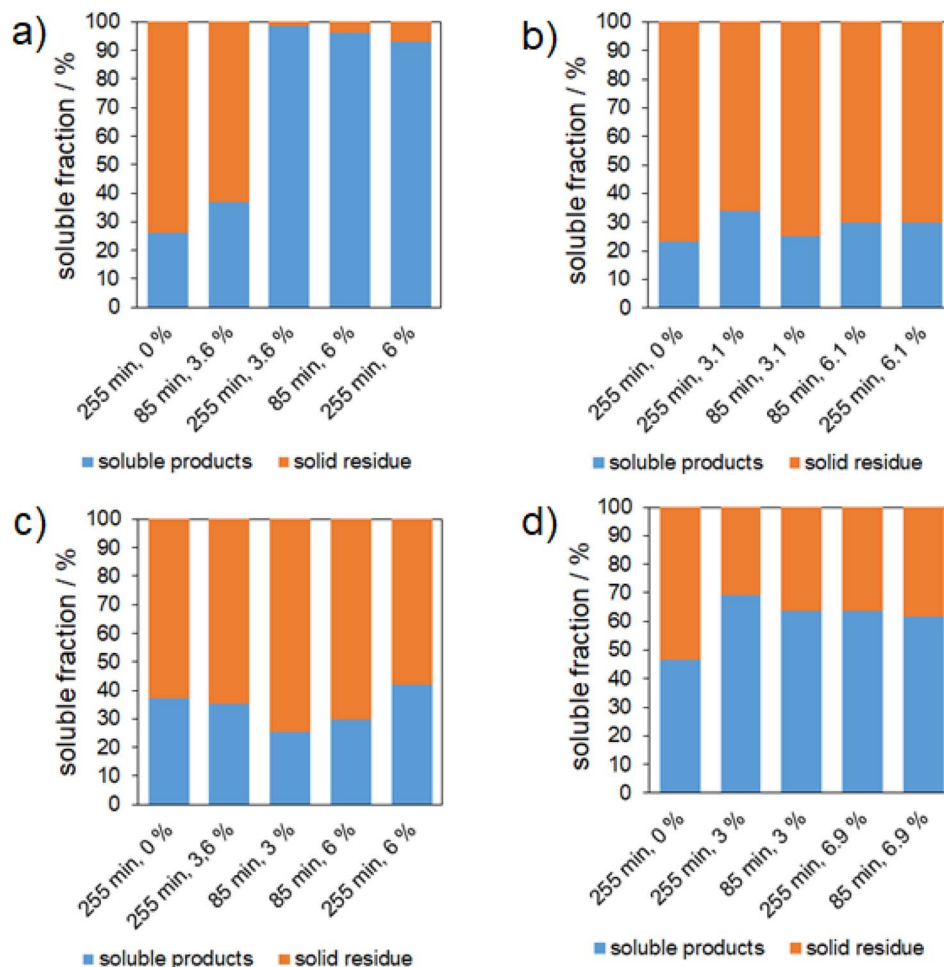 a)
soluble fraction / %
100
90
80
70
60
50
40
30
20
10
0
255 min, 0 %
85 min, 3.6 %
255 min, 3.6 %
85 min, 6 %
255 min, 6 %
soluble products solid residue
b)
soluble fraction / %
100
90
80
70
60
50
40
30
20
10
0
255 min, 0 %
255 min, 3.1 %
85 min, 3.1 %
85 min, 6.1 %
255 min, 6.1 %
soluble products solid residue
c)
soluble fraction / %
100
90
80
70
60
50
40
30
20
10
0
255 min, 0 %
255 min, 3,6 %
85 min, 3 %
85 min, 6 %
255 min, 6 %
soluble products solid residue
d)
soluble fraction / %
100
90
80
70
60
50
40
30
20
10
0
255 min, 0 %
255 min, 3 %
85 min, 3 %
255 min, 6.9 %
85 min, 6.9 %
soluble products solid residue